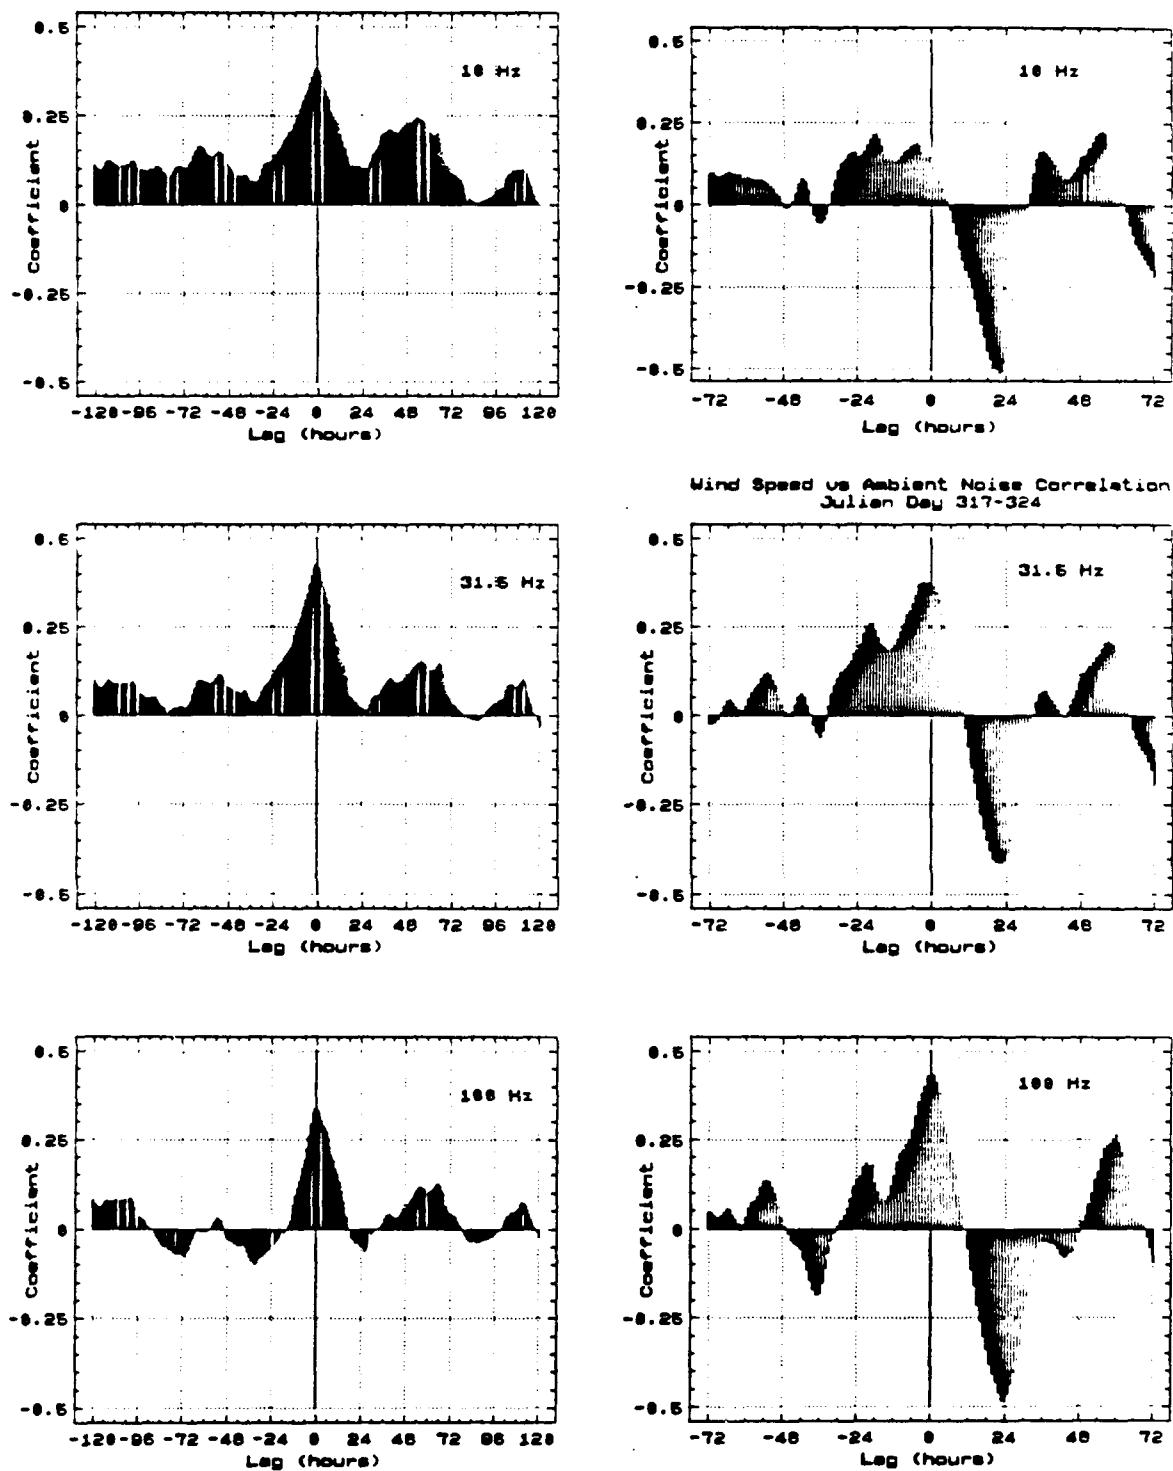 0.5
0.25
0
-0.25
-0.5
Coefficient
10 Hz
-120 -96 -72 -48 -24 0 24 48 72 96 120
Lag (hours)
0.5
0.25
0
-0.25
-0.5
Coefficient
10 Hz
-72 -48 -24 0 24 48 72
Lag (hours)
0.5
0.25
0
-0.25
-0.5
Coefficient
31.5 Hz
-120 -96 -72 -48 -24 0 24 48 72 96 120
Lag (hours)
Wind Speed vs Ambient Noise Correlation
Julian Day 317-324
0.5
0.25
0
-0.25
-0.5
Coefficient
31.5 Hz
-72 -48 -24 0 24 48 72
Lag (hours)
0.5
0.25
0
-0.25
-0.5
Coefficient
100 Hz
-120 -96 -72 -48 -24 0 24 48 72 96 120
Lag (hours)
0.5
0.25
0
-0.25
-0.5
Coefficient
100 Hz
-72 -48 -24 0 24 48 72
Lag (hours)